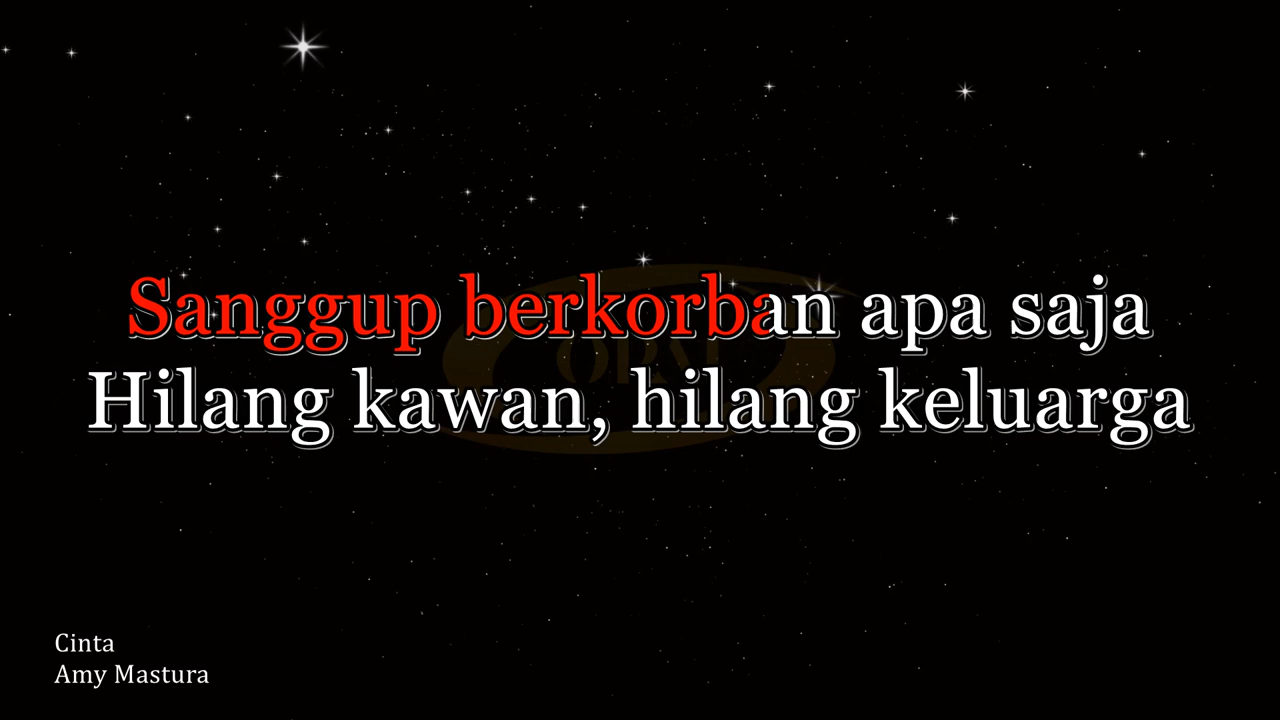 Sanggup berkorban apa saja
Hilang kawan, hilang keluarga
Cinta
Amy Mastura